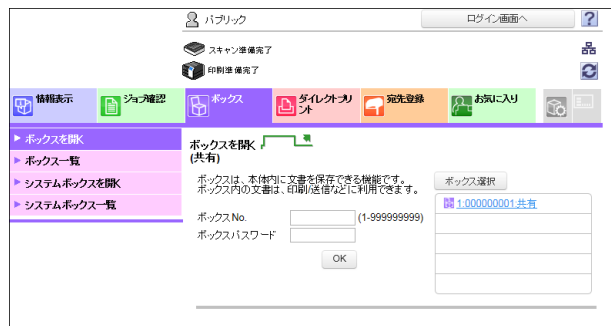 パブリック
ログイン画面へ
?
スキャン準備完了
印刷準備完了
情報表示
ジョブ確認
ボックス
ダイレクトプリ
ント
宛先登録
お気に入り
ボックスを開く
ボックス一覧
システムボックスを開く
システムボックス一覧
ボックスを開く
(共有)
ボックスは、本体内に文書を保存できる機能です。
ボックス内の文書は、印刷/送信などに利用できます。
ボックスNo.
(1-999999999)
ボックスパスワード
OK
ボックス選択
1:000000001:共有